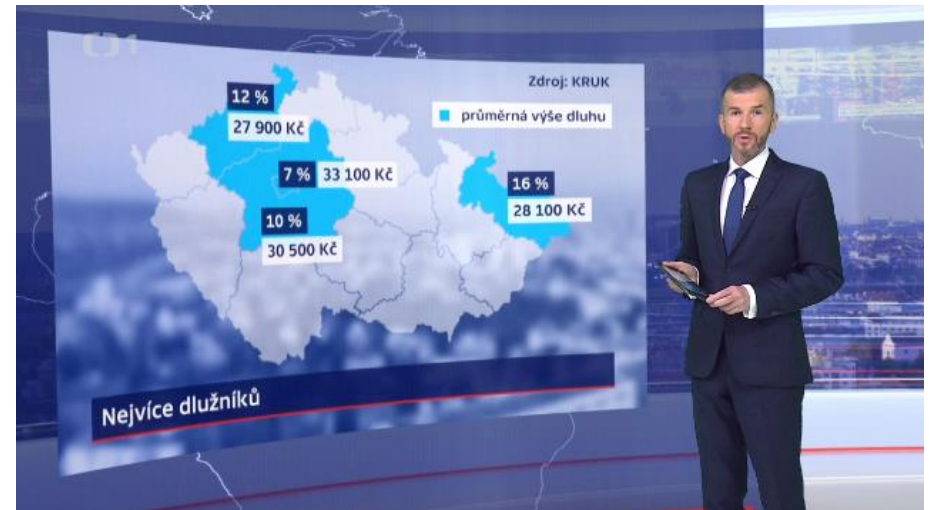 ČT1
Zdroj: KRUK
průměrná výše dluhu
12 %
27 900 Kč
7 % 33 100 Kč
16 %
28 100 Kč
10 %
30 500 Kč
Nejvíce dlužníků